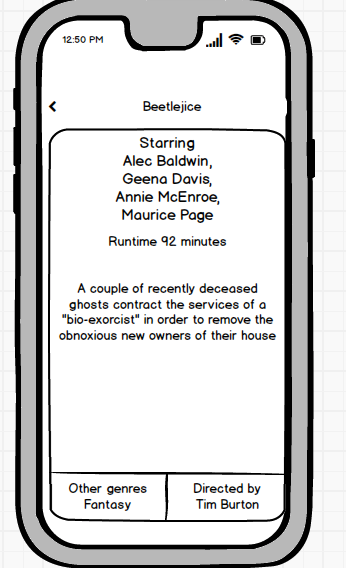 12:50 PM
Beetlejice
Starring
Alec Baldwin,
Geena Davis,
Annie McEnroe,
Maurice Page
Runtime 92 minutes
A couple of recently deceased
ghosts contract the services of a
"bio-exorcist" in order to remove the
obnoxious new owners of their house
Other genres
Fantasy
Directed by
Tim Burton